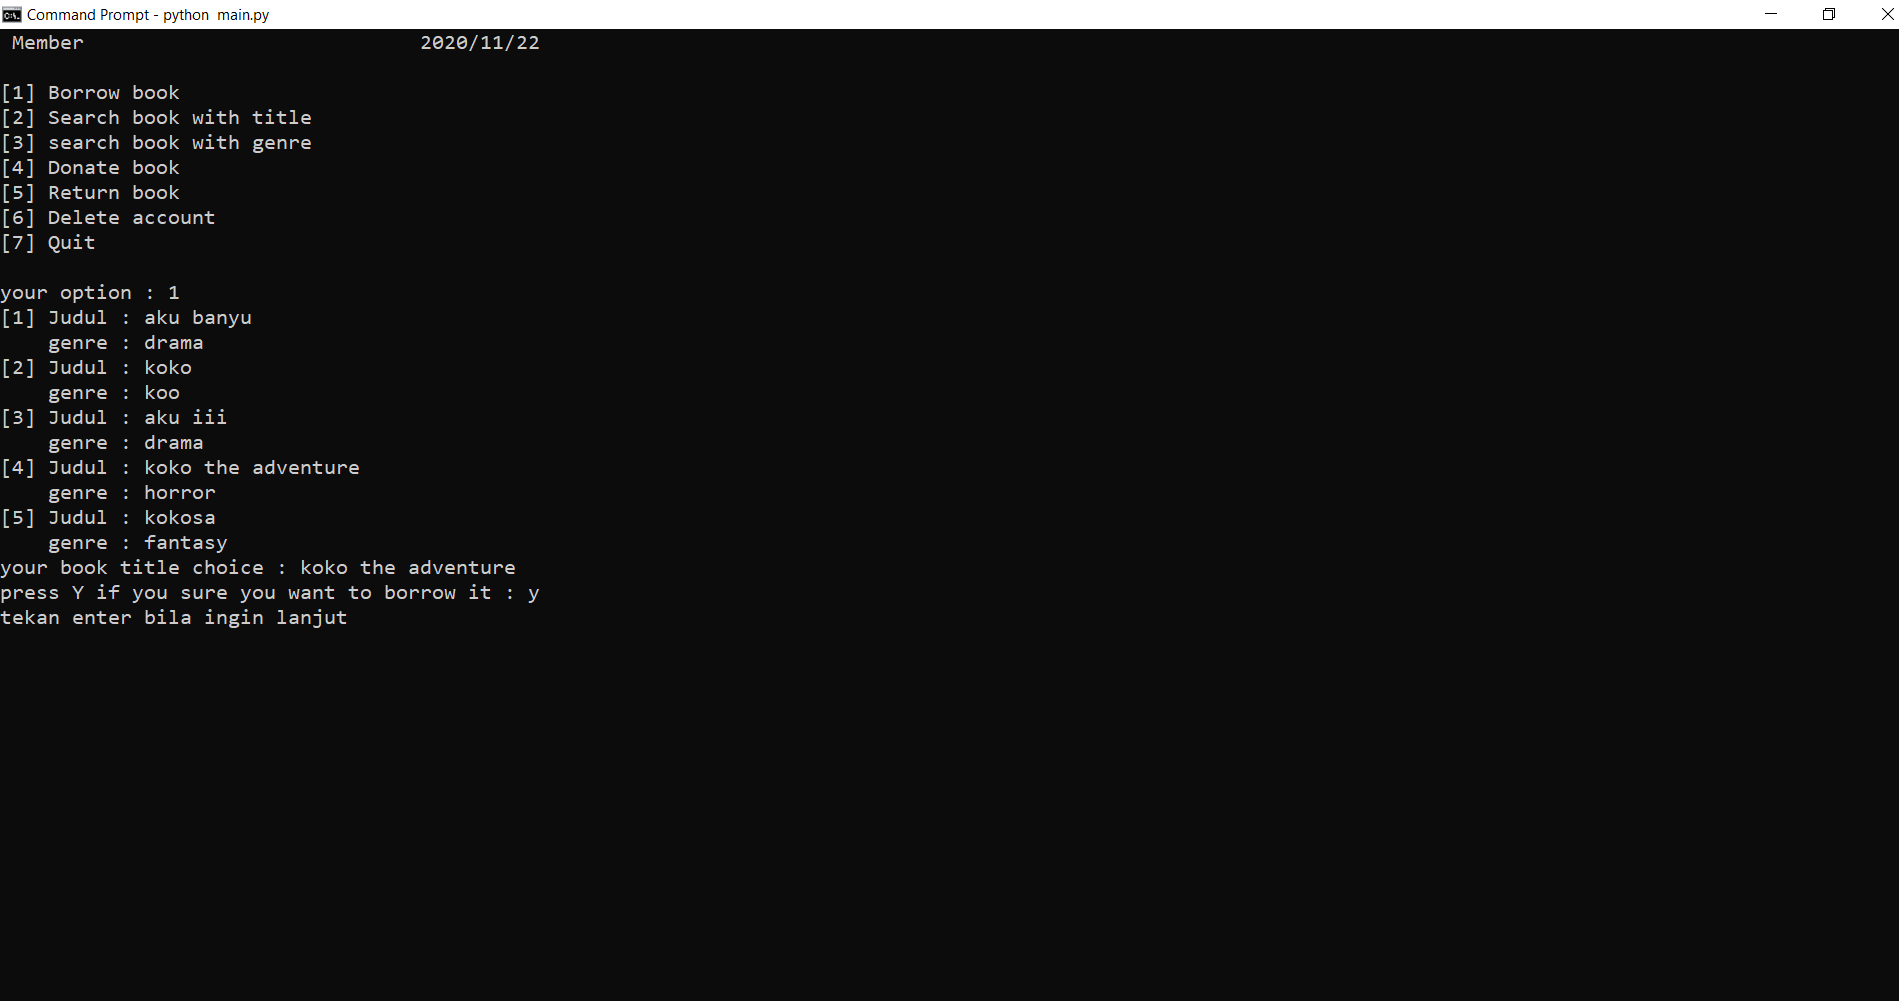 Command Prompt - python  main.py
Member                            2020/11/22
[1] Borrow book
[2] Search book with title
[3] search book with genre
[4] Donate book
[5] Return book
[6] Delete account
[7] Quit
your option : 1
[1] Judul : aku banyu
    genre : drama
[2] Judul : koko
    genre : koo
[3] Judul : aku iii
    genre : drama
[4] Judul : koko the adventure
    genre : horror
[5] Judul : kokosa
    genre : fantasy
your book title choice : koko the adventure
press Y if you sure you want to borrow it : y
tekan enter bila ingin lanjut